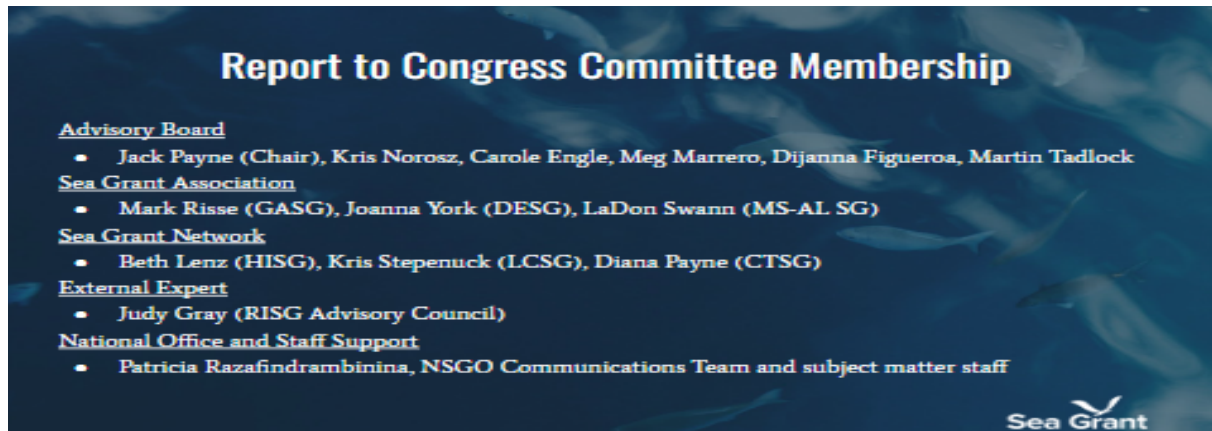 Report to Congress Committee Membership
Advisory Board
• Jack Payne (Chair), Kris Norosz, Carole Engle, Meg Marrero, Dijanna Figueroa, Martin Tadlock
Sea Grant Association
• Mark Risse (GASG), Joanna York (DESG), LaDon Swann (MS-AL SG)
Sea Grant Network
• Beth Lenz (HISG), Kris Stepenuck (LCSG), Diana Payne (CTSG)
External Expert
• Judy Gray (RISG Advisory Council)
National Office and Staff Support
• Patricia Razafindrambinina, NSGO Communications Team and subject matter staff
Sea Grant